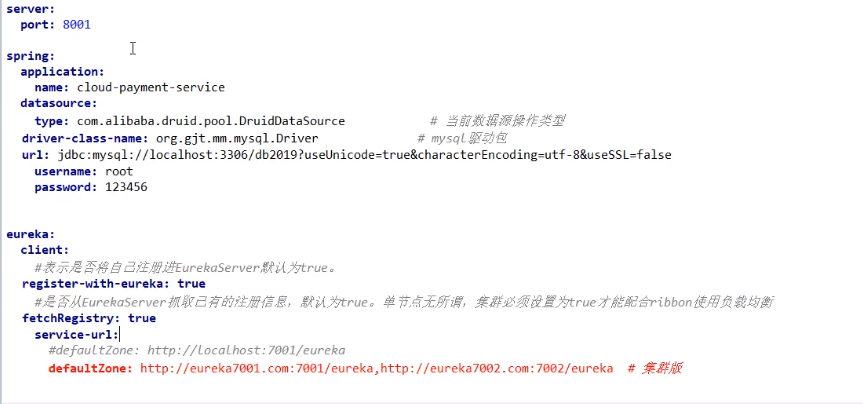 server:
port: 8001
spring:
application:
name: cloud-payment-service
datasource:
type: com.alibaba.druid.pool.DruidDataSource # 当前数据源操作类型
driver-class-name: org.gjt.mm.mysql.Driver # mysql驱动包
url: jdbc:mysql://localhost:3306/db2019?useUnicode=true&characterEncoding=utf-8&useSSL=false
username: root
password: 123456
eureka:
client:
#表示是否将自己注册进EurekaServer默认为true。
register-with-eureka: true
#是否从EurekaServer抓取已有的注册信息，默认为true。单节点无所谓，集群必须设置为true才能配合ribbon使用负载均衡
fetchRegistry: true
service-url:
#defaultZone: http://localhost:7001/eureka
defaultZone: http://eureka7001.com:7001/eureka,http://eureka7002.com:7002/eureka # 集群版